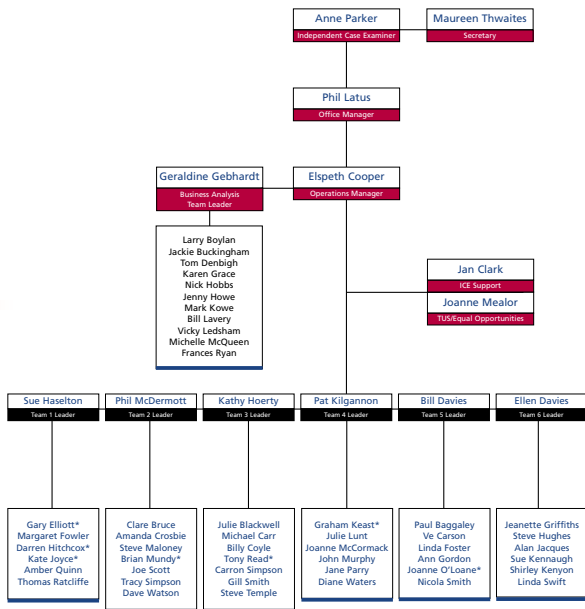 Anne Parker
Independent Case Examiner
Maureen Thwaites
Secretary
Phil Latus
Office Manager
Geraldine Gebhardt
Business Analysis
Team Leader
Elspeth Cooper
Operations Manager
Larry Boylan
Jackie Buckingham
Tom Denbigh
Karen Grace
Nick Hobbs
Jenny Howe
Mark Kowe
Bill Lavery
Vicky Ledsham
Michelle McQueen
Frances Ryan
Jan Clark
ICE Support
Joanne Mealor
TUS/Equal Opportunities
Sue Haselton
Team 1 Leader
Phil McDermott
Team 2 Leader
Kathy Hoerty
Team 3 Leader
Pat Kilgannon
Team 4 Leader
Bill Davies
Team 5 Leader
Ellen Davies
Team 6 Leader
Gary Elliott*
Margaret Fowler
Darren Hitchcox*
Kate Joyce*
Amber Quinn
Thomas Ratcliffe
Clare Bruce
Amanda Crosbie
Steve Maloney
Brian Mundy*
Joe Scott
Tracy Simpson
Dave Watson
Julie Blackwell
Michael Carr
Billy Coyle
Tony Read*
Carron Simpson
Gill Smith
Steve Temple
Graham Keast*
Julie Lunt
Joanne McCormack
John Murphy
Jane Parry
Diane Waters
Paul Baggaley
Ve Carson
Linda Foster
Ann Gordon
Joanne O'Loane*
Nicola Smith
Jeanette Griffiths
Steve Hughes
Alan Jacques
Sue Kennaugh
Shirley Kenyon
Linda Swift